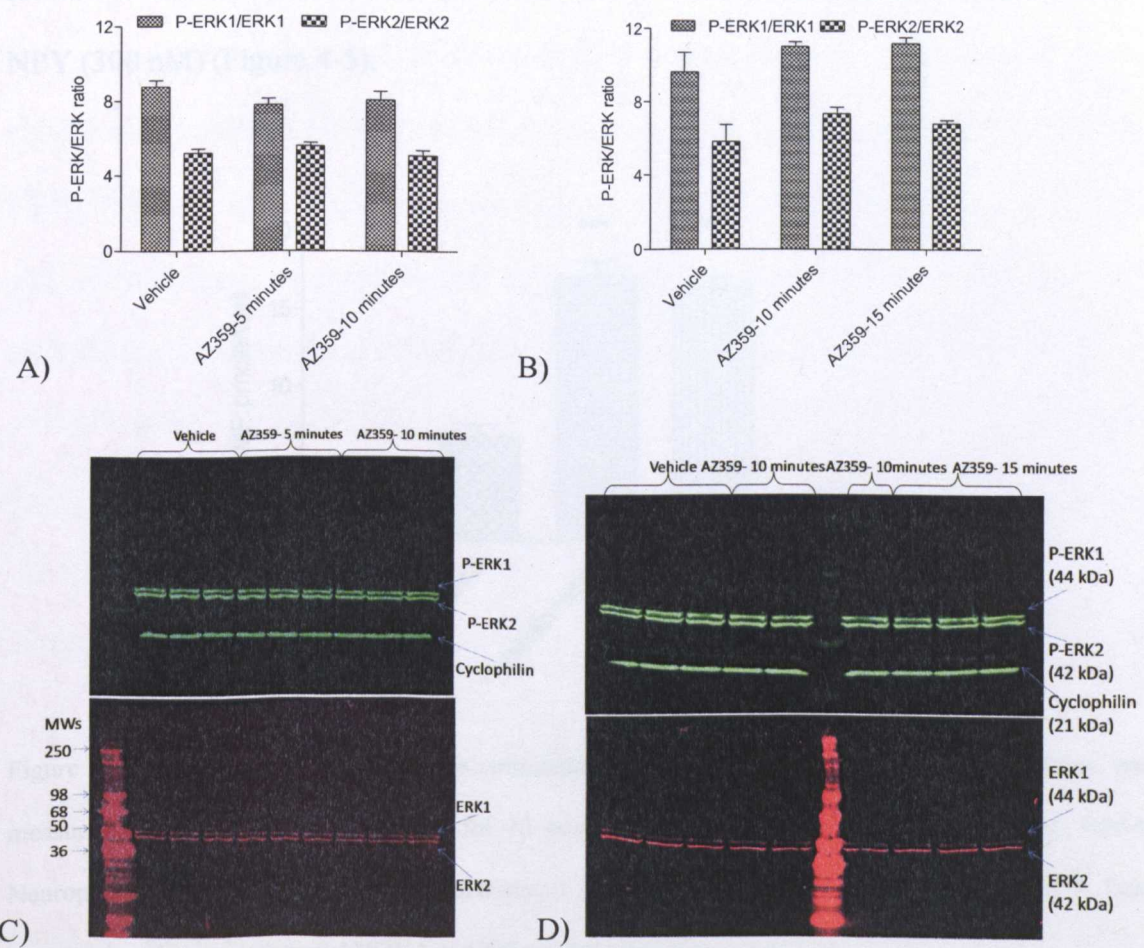 P-ERK1/ERK1 P-ERK2/ERK2
12
8
4
0
P-ERK/ERK ratio
Vehicle
AZ359-5 minutes
AZ359-10 minutes
A)
P-ERK1/ERK1 P-ERK2/ERK2
12
8
4
0
P-ERK/ERK ratio
Vehicle
AZ359-10 minutes
AZ359-15 minutes
B)
Vehicle AZ359- 5 minutes AZ359- 10 minutes
P-ERK1
P-ERK2
Cyclophilin
MWs
250
98
68
50
36
ERK1
ERK2
C)
Vehicle AZ359- 10 minutes AZ359- 10minutes AZ359- 15 minutes
P-ERK1
(44 kDa)
P-ERK2
(42 kDa)
Cyclophilin
(21 kDa)
ERK1
(44 kDa)
ERK2
(42 kDa)
D)